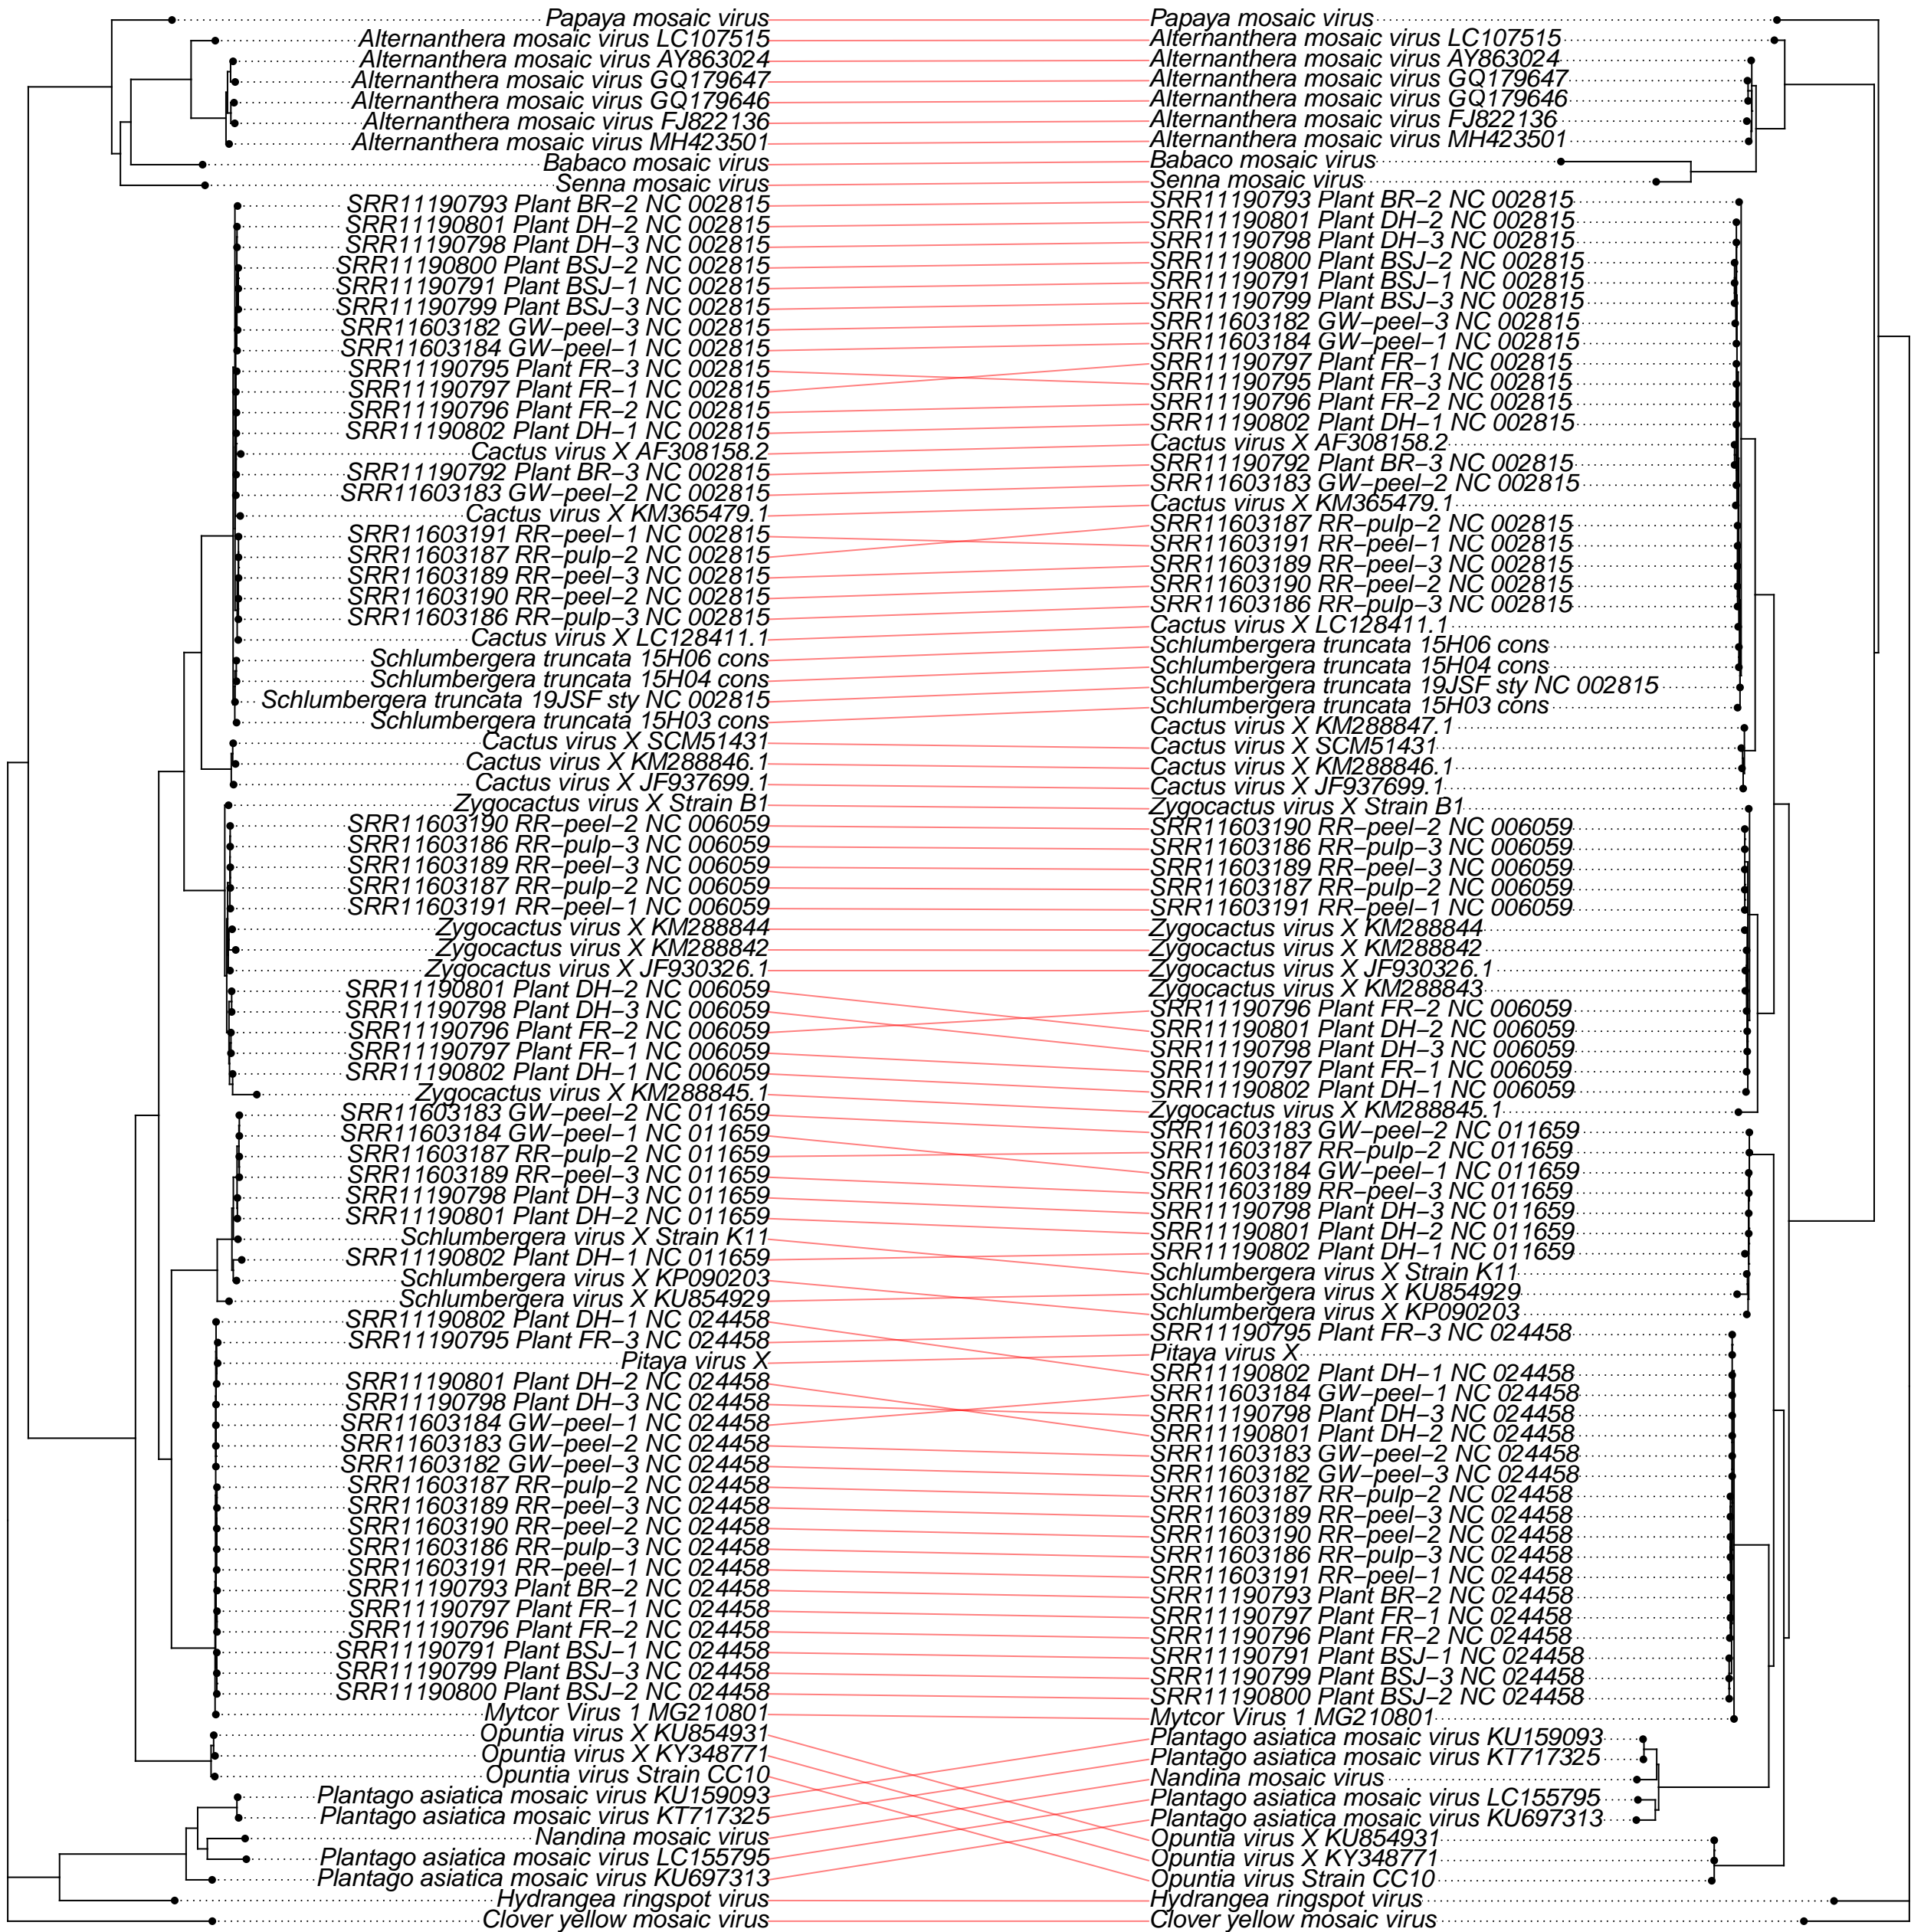 Papaya mosaic virus
Alternanthera mosaic virus LC107515
Alternanthera mosaic virus AY863024
Alternanthera mosaic virus GQ179647
Alternanthera mosaic virus GQ179646
Alternanthera mosaic virus FJ822136
Alternanthera mosaic virus MH423501
Babaco mosaic virus
Senna mosaic virus
SRR11190793 Plant BR−2 NC 002815
SRR11190801 Plant DH−2 NC 002815
SRR11190798 Plant DH−3 NC 002815
SRR11190800 Plant BSJ−2 NC 002815
SRR11190791 Plant BSJ−1 NC 002815
SRR11190799 Plant BSJ−3 NC 002815
SRR11603182 GW−peel−3 NC 002815
SRR11603184 GW−peel−1 NC 002815
SRR11190795 Plant FR−3 NC 002815
SRR11190797 Plant FR−1 NC 002815
SRR11190796 Plant FR−2 NC 002815
SRR11190802 Plant DH−1 NC 002815
Cactus virus X AF308158.2
SRR11190792 Plant BR−3 NC 002815
SRR11603183 GW−peel−2 NC 002815
Cactus virus X KM365479.1
SRR11603191 RR−peel−1 NC 002815
SRR11603187 RR−pulp−2 NC 002815
SRR11603189 RR−peel−3 NC 002815
SRR11603190 RR−peel−2 NC 002815
SRR11603186 RR−pulp−3 NC 002815
Cactus virus X LC128411.1
Schlumbergera truncata 15H06 cons
Schlumbergera truncata 15H04 cons
Schlumbergera truncata 19JSF sty NC 002815
Schlumbergera truncata 15H03 cons
Cactus virus X SCM51431
Cactus virus X KM288846.1
Cactus virus X JF937699.1
Zygocactus virus X Strain B1
SRR11603190 RR−peel−2 NC 006059
SRR11603186 RR−pulp−3 NC 006059
SRR11603189 RR−peel−3 NC 006059
SRR11603187 RR−pulp−2 NC 006059
SRR11603191 RR−peel−1 NC 006059
Zygocactus virus X KM288844
Zygocactus virus X KM288842
Zygocactus virus X JF930326.1
SRR11190801 Plant DH−2 NC 006059
SRR11190798 Plant DH−3 NC 006059
SRR11190796 Plant FR−2 NC 006059
SRR11190797 Plant FR−1 NC 006059
SRR11190802 Plant DH−1 NC 006059
Zygocactus virus X KM288845.1
SRR11603183 GW−peel−2 NC 011659
SRR11603184 GW−peel−1 NC 011659
SRR11603187 RR−pulp−2 NC 011659
SRR11603189 RR−peel−3 NC 011659
SRR11190798 Plant DH−3 NC 011659
SRR11190801 Plant DH−2 NC 011659
Schlumbergera virus X Strain K11
SRR11190802 Plant DH−1 NC 011659
Schlumbergera virus X KP090203
Schlumbergera virus X KU854929
SRR11190802 Plant DH−1 NC 024458
SRR11190795 Plant FR−3 NC 024458
Pitaya virus X
SRR11190801 Plant DH−2 NC 024458
SRR11190798 Plant DH−3 NC 024458
SRR11603184 GW−peel−1 NC 024458
SRR11603183 GW−peel−2 NC 024458
SRR11603182 GW−peel−3 NC 024458
SRR11603187 RR−pulp−2 NC 024458
SRR11603189 RR−peel−3 NC 024458
SRR11603190 RR−peel−2 NC 024458
SRR11603186 RR−pulp−3 NC 024458
SRR11603191 RR−peel−1 NC 024458
SRR11190793 Plant BR−2 NC 024458
SRR11190797 Plant FR−1 NC 024458
SRR11190796 Plant FR−2 NC 024458
SRR11190791 Plant BSJ−1 NC 024458
SRR11190799 Plant BSJ−3 NC 024458
SRR11190800 Plant BSJ−2 NC 024458
Mytcor Virus 1 MG210801
Opuntia virus X KU854931
Opuntia virus X KY348771
Opuntia virus Strain CC10
Plantago asiatica mosaic virus KU159093
Plantago asiatica mosaic virus KT717325
Nandina mosaic virus
Plantago asiatica mosaic virus LC155795
Plantago asiatica mosaic virus KU697313
Hydrangea ringspot virus
Clover yellow mosaic virus
Papaya mosaic virus
Alternanthera mosaic virus LC107515
Alternanthera mosaic virus AY863024
Alternanthera mosaic virus GQ179647
Alternanthera mosaic virus GQ179646
Alternanthera mosaic virus FJ822136
Alternanthera mosaic virus MH423501
Babaco mosaic virus
Senna mosaic virus
SRR11190793 Plant BR−2 NC 002815
SRR11190801 Plant DH−2 NC 002815
SRR11190798 Plant DH−3 NC 002815
SRR11190800 Plant BSJ−2 NC 002815
SRR11190791 Plant BSJ−1 NC 002815
SRR11190799 Plant BSJ−3 NC 002815
SRR11603182 GW−peel−3 NC 002815
SRR11603184 GW−peel−1 NC 002815
SRR11190797 Plant FR−1 NC 002815
SRR11190795 Plant FR−3 NC 002815
SRR11190796 Plant FR−2 NC 002815
SRR11190802 Plant DH−1 NC 002815
Cactus virus X AF308158.2
SRR11190792 Plant BR−3 NC 002815
SRR11603183 GW−peel−2 NC 002815
Cactus virus X KM365479.1
SRR11603187 RR−pulp−2 NC 002815
SRR11603191 RR−peel−1 NC 002815
SRR11603189 RR−peel−3 NC 002815
SRR11603190 RR−peel−2 NC 002815
SRR11603186 RR−pulp−3 NC 002815
Cactus virus X LC128411.1
Schlumbergera truncata 15H06 cons
Schlumbergera truncata 15H04 cons
Schlumbergera truncata 19JSF sty NC 002815
Schlumbergera truncata 15H03 cons
Cactus virus X KM288847.1
Cactus virus X SCM51431
Cactus virus X KM288846.1
Cactus virus X JF937699.1
Zygocactus virus X Strain B1
SRR11603190 RR−peel−2 NC 006059
SRR11603186 RR−pulp−3 NC 006059
SRR11603189 RR−peel−3 NC 006059
SRR11603187 RR−pulp−2 NC 006059
SRR11603191 RR−peel−1 NC 006059
Zygocactus virus X KM288844
Zygocactus virus X KM288842
Zygocactus virus X JF930326.1
Zygocactus virus X KM288843
SRR11190796 Plant FR−2 NC 006059
SRR11190801 Plant DH−2 NC 006059
SRR11190798 Plant DH−3 NC 006059
SRR11190797 Plant FR−1 NC 006059
SRR11190802 Plant DH−1 NC 006059
Zygocactus virus X KM288845.1
SRR11603183 GW−peel−2 NC 011659
SRR11603187 RR−pulp−2 NC 011659
SRR11603184 GW−peel−1 NC 011659
SRR11603189 RR−peel−3 NC 011659
SRR11190798 Plant DH−3 NC 011659
SRR11190801 Plant DH−2 NC 011659
SRR11190802 Plant DH−1 NC 011659
Schlumbergera virus X Strain K11
Schlumbergera virus X KU854929
Schlumbergera virus X KP090203
SRR11190795 Plant FR−3 NC 024458
Pitaya virus X
SRR11190802 Plant DH−1 NC 024458
SRR11603184 GW−peel−1 NC 024458
SRR11190798 Plant DH−3 NC 024458
SRR11190801 Plant DH−2 NC 024458
SRR11603183 GW−peel−2 NC 024458
SRR11603182 GW−peel−3 NC 024458
SRR11603187 RR−pulp−2 NC 024458
SRR11603189 RR−peel−3 NC 024458
SRR11603190 RR−peel−2 NC 024458
SRR11603186 RR−pulp−3 NC 024458
SRR11603191 RR−peel−1 NC 024458
SRR11190793 Plant BR−2 NC 024458
SRR11190797 Plant FR−1 NC 024458
SRR11190796 Plant FR−2 NC 024458
SRR11190791 Plant BSJ−1 NC 024458
SRR11190799 Plant BSJ−3 NC 024458
SRR11190800 Plant BSJ−2 NC 024458
Mytcor Virus 1 MG210801
Plantago asiatica mosaic virus KU159093
Plantago asiatica mosaic virus KT717325
Nandina mosaic virus
Plantago asiatica mosaic virus LC155795
Plantago asiatica mosaic virus KU697313
Opuntia virus X KU854931
Opuntia virus X KY348771
Opuntia virus Strain CC10
Hydrangea ringspot virus
Clover yellow mosaic virus